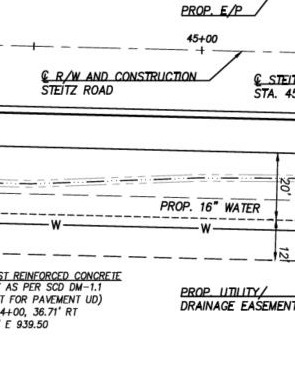 PROP. E/P
45+00
℄ R/W AND CONSTRUCTION
STEITZ ROAD
℄ STEIT
STA. 45
20'
PROP. 16" WATER
W
W
12'
ST REINFORCED CONCRETE
AS PER SCD DM-1.1
T FOR PAVEMENT UD)
4+00, 36.71' RT
E 939.50
PROP. UTILITY/
DRAINAGE EASEMENT